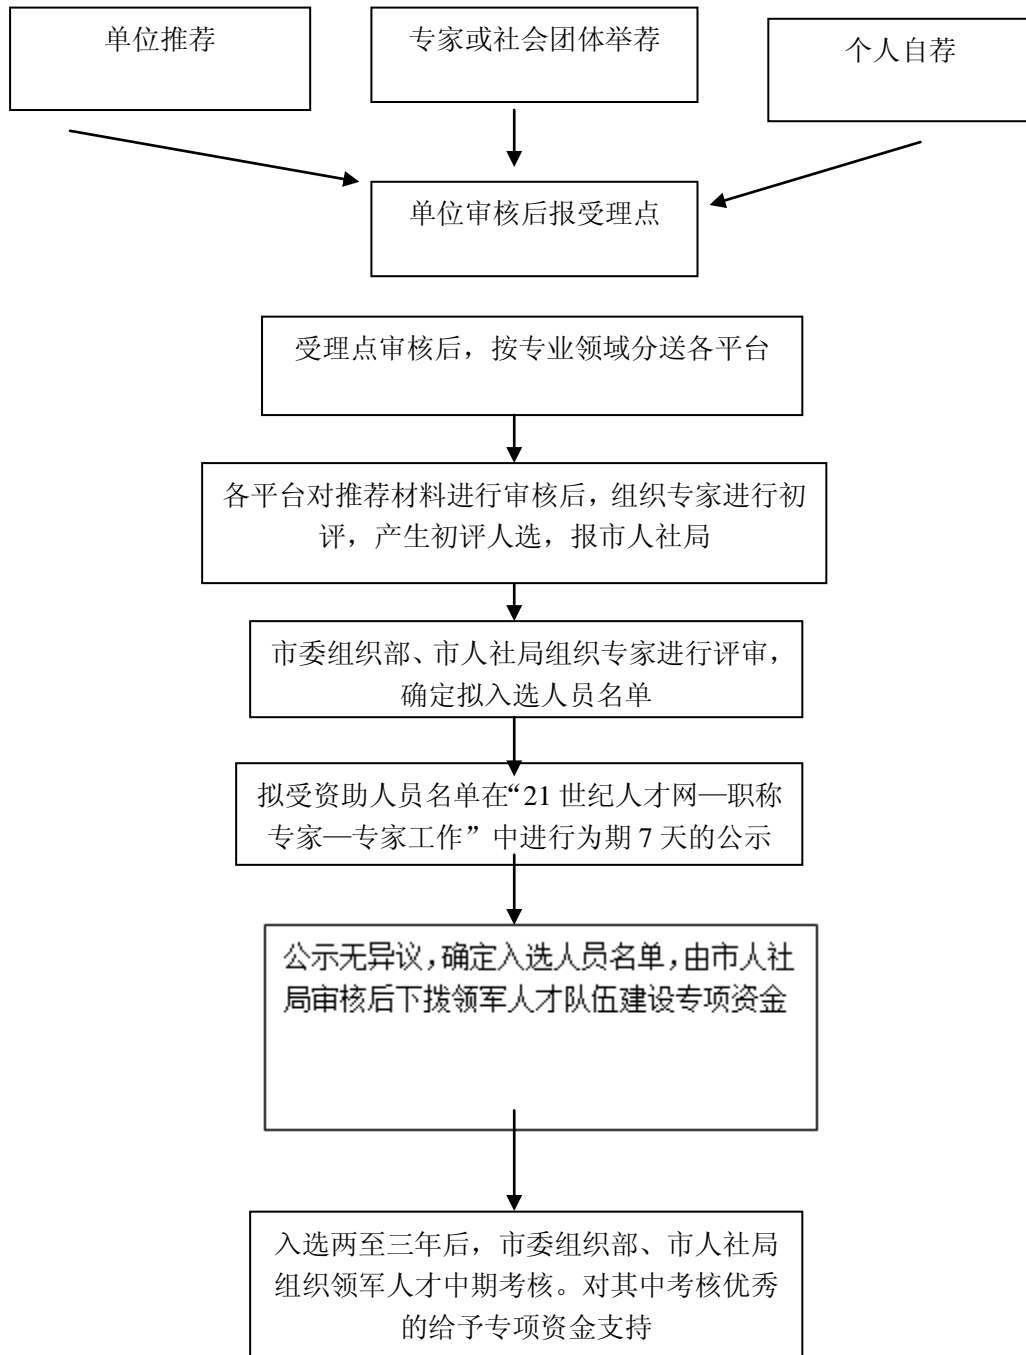 单位推荐
专家或社会团体举荐
个人自荐
单位审核后报受理点
受理点审核后，按专业领域分送各平台
各平台对推荐材料进行审核后，组织专家进行初
评，产生初评人选，报市人社局
市委组织部、市人社局组织专家进行评审，
确定拟入选人员名单
拟受资助人员名单在“21世纪人才网—职称
专家—专家工作”中进行为期7天的公示
公示无异议，确定入选人员名单，由市人社
局审核后下拨领军人才队伍建设专项资金
入选两至三年后，市委组织部、市人社局
组织领军人才中期考核。对其中考核优秀
的给予专项资金支持